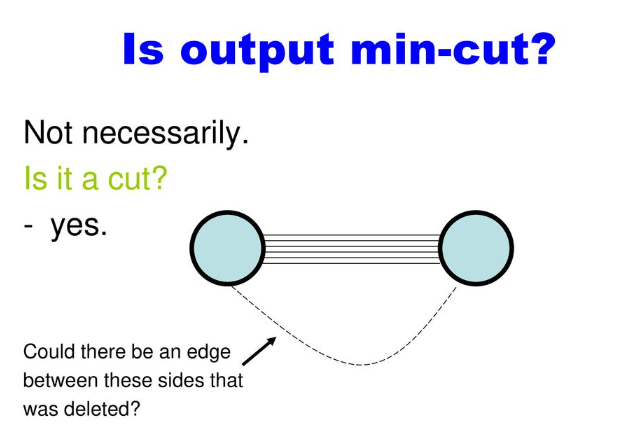 Is output min-cut?
Not necessarily.
Is it a cut?
- yes.
Could there be an edge
between these sides that
was deleted?